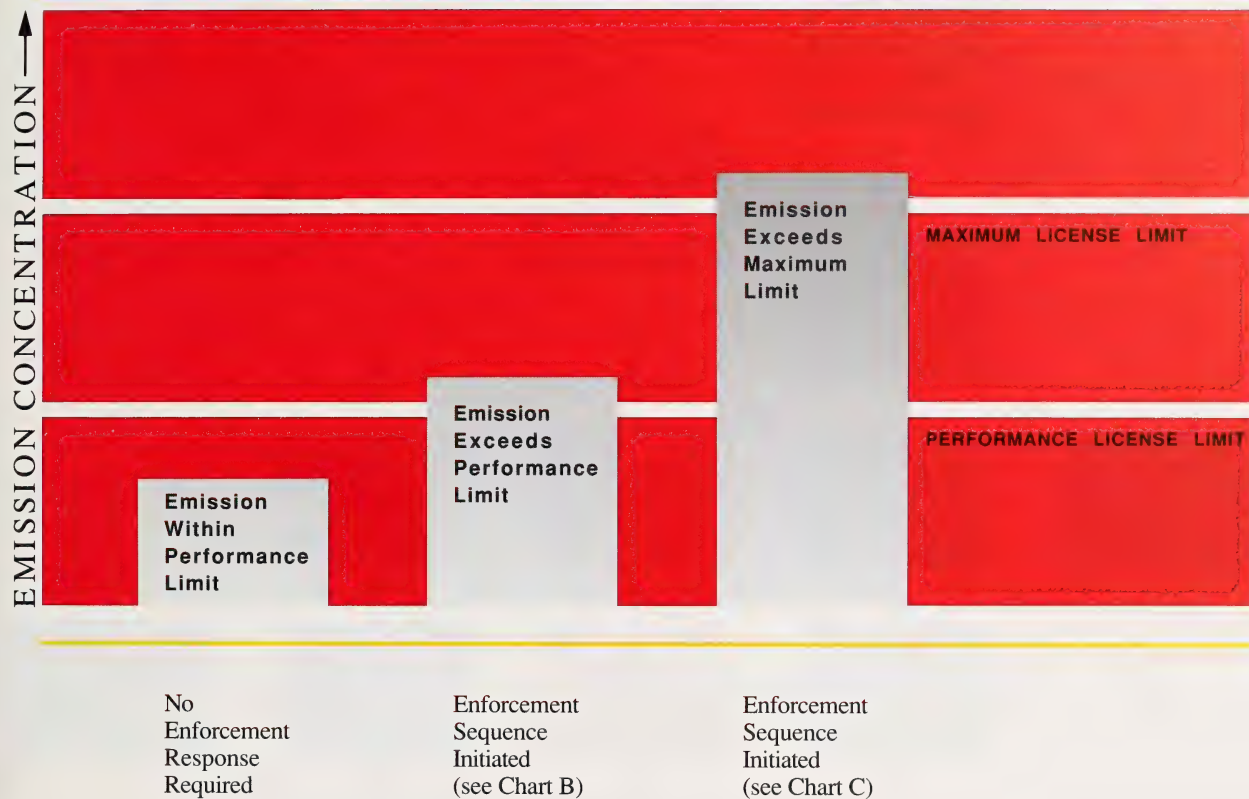 EMISSION CONCENTRATION
Emission
Exceeds
Maximum
Limit
MAXIMUM LICENSE LIMIT
Emission
Exceeds
Performance
Limit
PERFORMANCE LICENSE LIMIT
Emission
Within
Performance
Limit
No
Enforcement
Response
Required
Enforcement
Sequence
Initiated
(see Chart B)
Enforcement
Sequence
Initiated
(see Chart C)